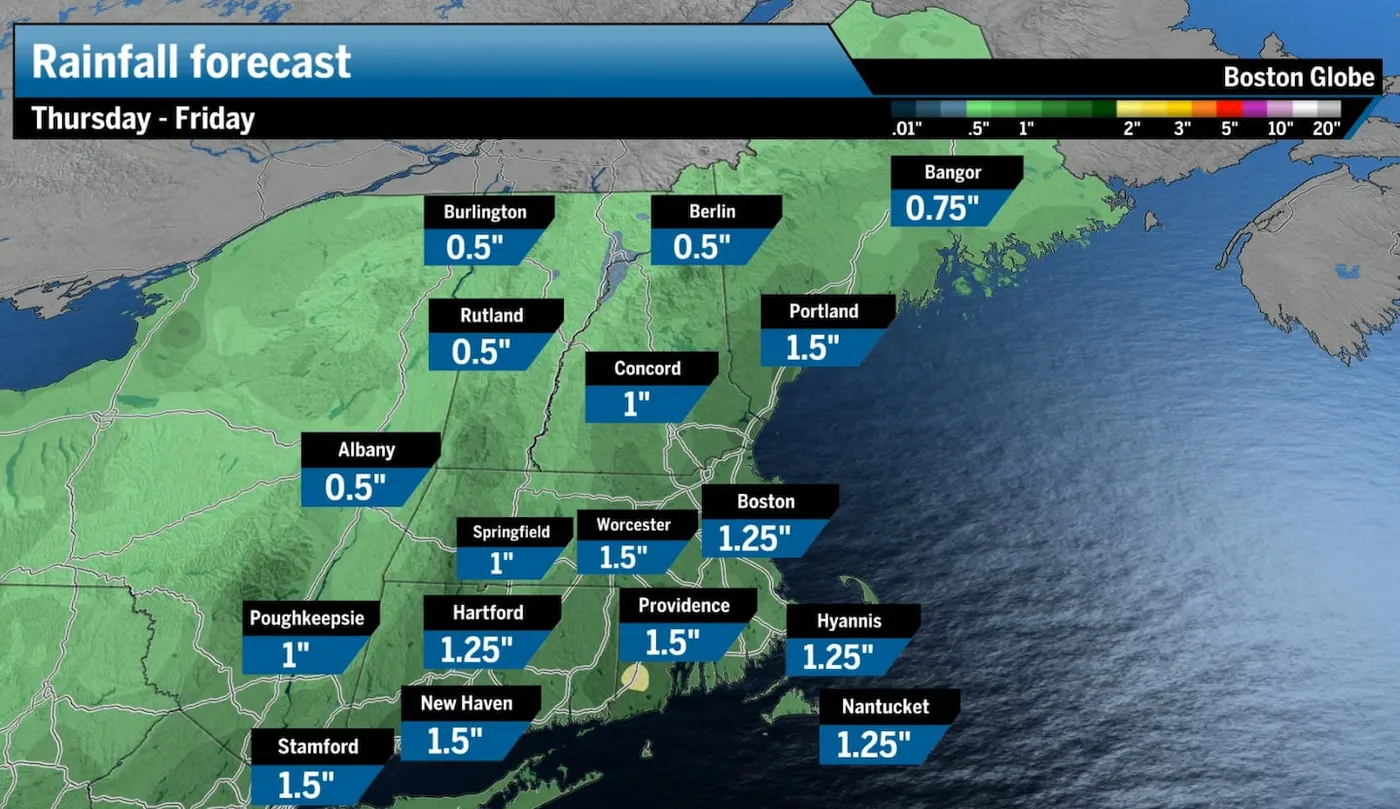 Rainfall forecast
Boston Globe
Thursday - Friday
.01" .5" 1" 2" 3" 5" 10" 20"
Bangor
0.75"
Burlington
0.5"
Berlin
0.5"
Rutland
0.5"
Portland
1.5"
Concord
1"
Albany
0.5"
Boston
1.25"
Springfield
1"
Worcester
1.5"
Poughkeepsie
1"
Hartford
1.25"
Providence
1.5"
Hyannis
1.25"
New Haven
1.5"
Nantucket
1.25"
Stamford
1.5"